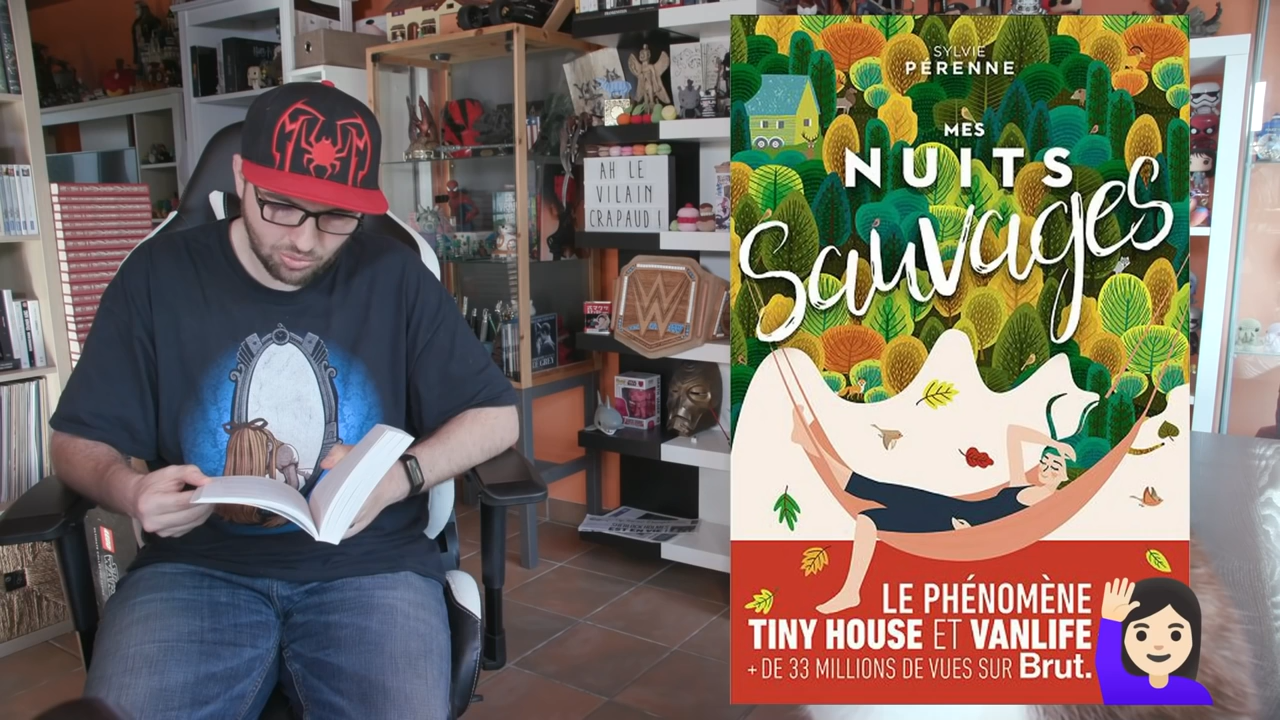 AH LE
VILAIN
CRAPAUD !
SYLVIE
PÉRENNE
MES
NUITS
Sauvages
LE PHÉNOMÈNE
TINY HOUSE ET VANLIFE
+ DE 33 MILLIONS DE VUES SUR Brut.